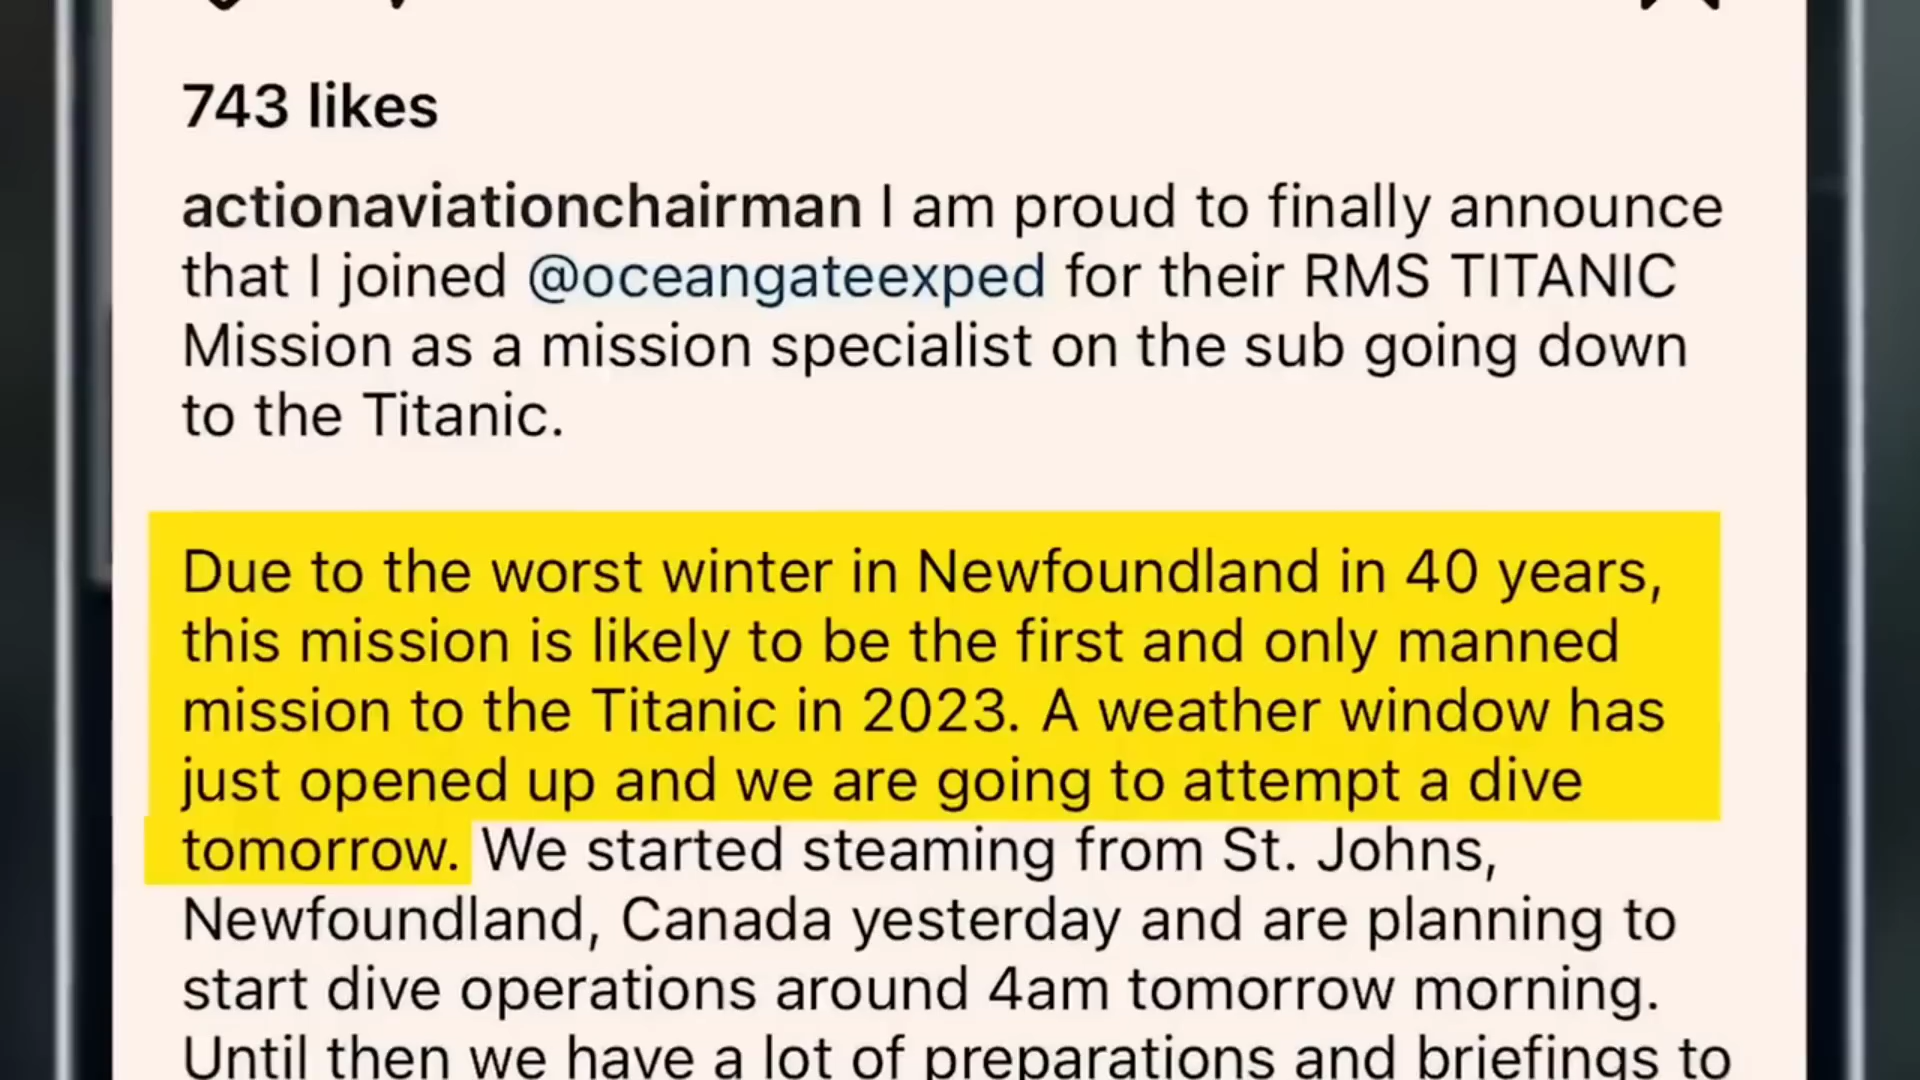 743 likes
actionaviationchairman I am proud to finally announce
that I joined @oceangateexped for their RMS TITANIC
Mission as a mission specialist on the sub going down
to the Titanic.
Due to the worst winter in Newfoundland in 40 years,
this mission is likely to be the first and only manned
mission to the Titanic in 2023. A weather window has
just opened up and we are going to attempt a dive
tomorrow. We started steaming from St. Johns,
Newfoundland, Canada yesterday and are planning to
start dive operations around 4am tomorrow morning.
Until then we have a lot of preparations and briefings to